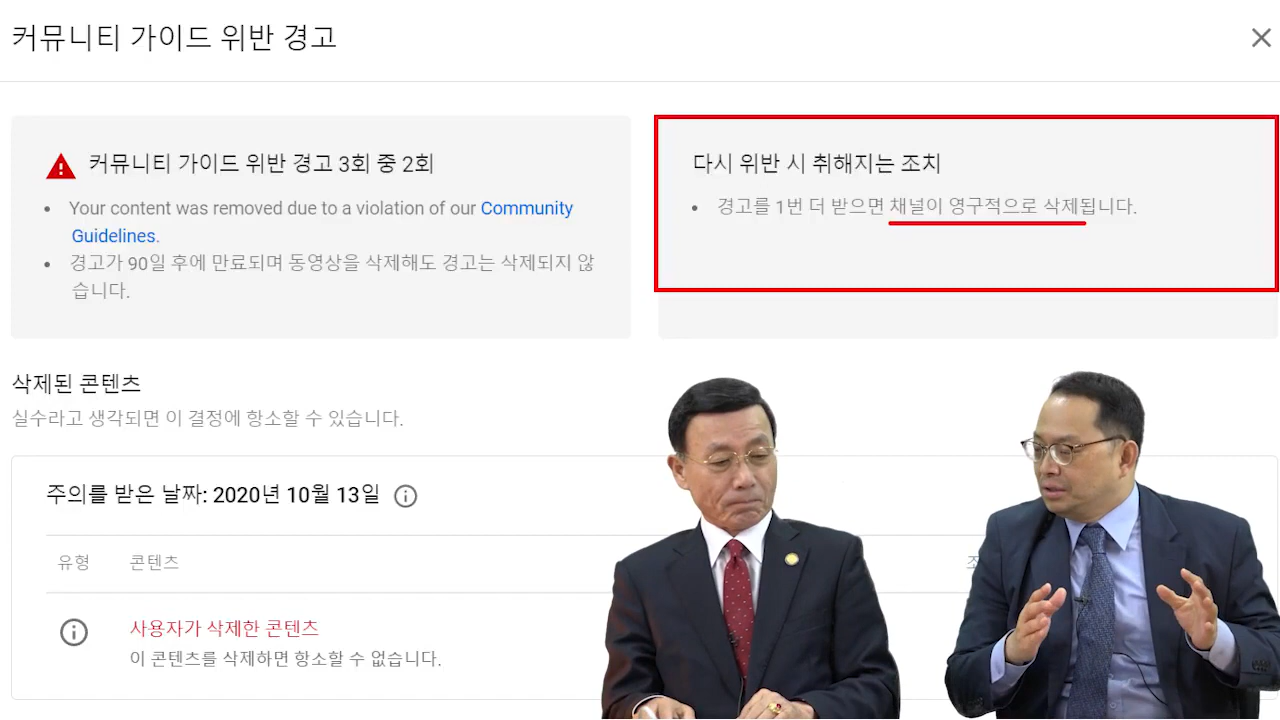 커뮤니티 가이드 위반 경고
커뮤니티 가이드 위반 경고 3회 중 2회
Your content was removed due to a violation of our Community
Guidelines.
경고가 90일 후에 만료되며 동영상을 삭제해도 경고는 삭제되지 않
습니다.
다시 위반 시 취해지는 조치
경고를 1번 더 받으면 채널이 영구적으로 삭제됩니다.
삭제된 콘텐츠
실수라고 생각되면 이 결정에 항소할 수 있습니다.
주의를 받은 날짜: 2020년 10월 13일
유형 콘텐츠
사용자가 삭제한 콘텐츠
이 콘텐츠를 삭제하면 항소할 수 없습니다.